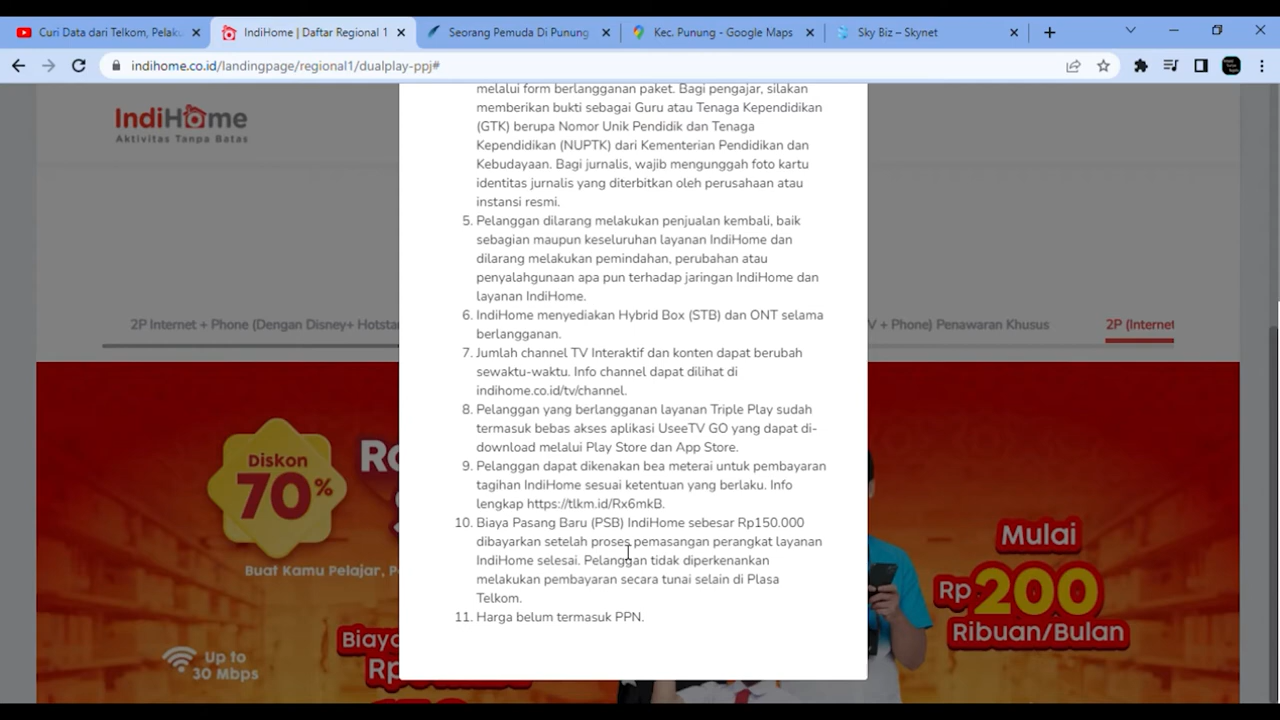 Curi Data dari Telkom, Pelaku
IndiHome | Daftar Regional 1
Seorang Pemuda Di Punung
Kec. Punung - Google Maps
Sky Biz – Skynet
indihome.co.id/landingpage/regional1/dualplay-ppj#
IndiHome
Aktivitas Tanpa Batas
melalui form berlangganan paket. Bagi pengajar, silakan
memberikan bukti sebagai Guru atau Tenaga Kependidikan
(GTK) berupa Nomor Unik Pendidik dan Tenaga
Kependidikan (NUPTK) dari Kementerian Pendidikan dan
Kebudayaan. Bagi jurnalis, wajib mengunggah foto kartu
identitas jurnalis yang diterbitkan oleh perusahaan atau
instansi resmi.
5. Pelanggan dilarang melakukan penjualan kembali, baik
sebagian maupun keseluruhan layanan IndiHome dan
dilarang melakukan pemindahan, perubahan atau
penyalahgunaan apa pun terhadap jaringan IndiHome dan
layanan IndiHome.
6. IndiHome menyediakan Hybrid Box (STB) dan ONT selama
berlangganan.
7. Jumlah channel TV Interaktif dan konten dapat berubah
sewaktu-waktu. Info channel dapat dilihat di
indihome.co.id/tv/channel.
8. Pelanggan yang berlangganan layanan Triple Play sudah
termasuk bebas akses aplikasi UseeTV GO yang dapat di-
download melalui Play Store dan App Store.
9. Pelanggan dapat dikenakan bea meterai untuk pembayaran
tagihan IndiHome sesuai ketentuan yang berlaku. Info
lengkap https://tlkm.id/Rx6mkB.
10. Biaya Pasang Baru (PSB) IndiHome sebesar Rp150.000
dibayarkan setelah proses pemasangan perangkat layanan
IndiHome selesai. Pelanggan tidak diperkenankan
melakukan pembayaran secara tunai selain di Plasa
Telkom.
11. Harga belum termasuk PPN.
2P Internet + Phone (Dengan Disney+ Hotsta
V + Phone) Penawaran Khusus
2P (Internet
Diskon
70%
Buat Kamu Pelajar, P
Biaya
Rp
Up to
30 Mbps
Mulai
Rp 200
Ribuan/Bulan